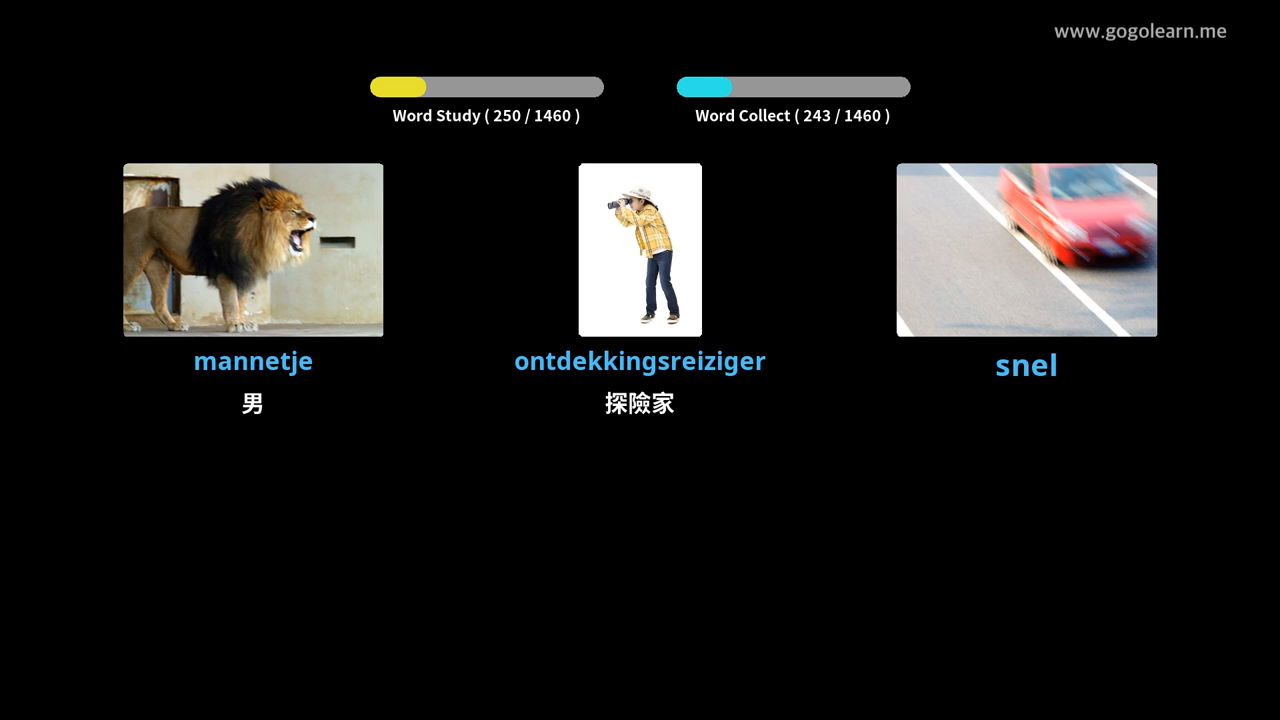 www.gogolearn.me
Word Study ( 250 / 1460 )
Word Collect ( 243 / 1460 )
mannetje
男
ontdekkingsreiziger
探險家
snel